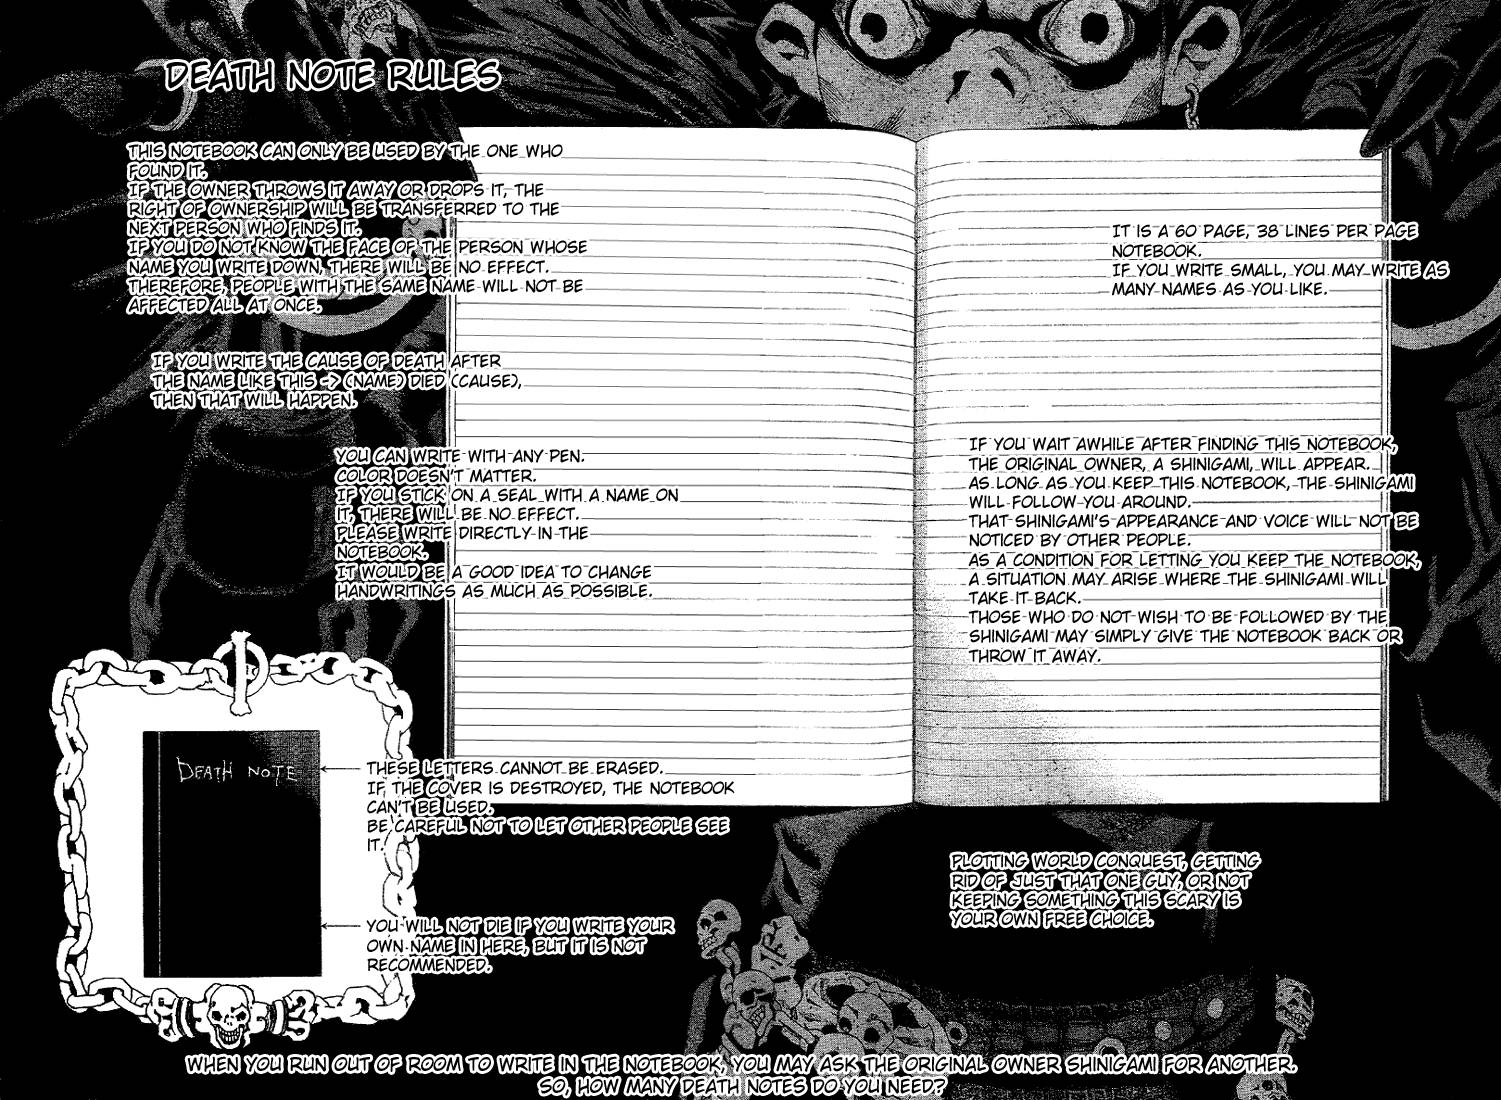 DEATH NOTE RULES
THIS NOTEBOOK CAN ONLY BE USED BY THE ONE WHO
FOUND IT.
IF THE OWNER THROWS IT AWAY OR DROPS IT, THE
RIGHT OF OWNERSHIP WILL BE TRANSFERRED TO THE
NEXT PERSON WHO FINDS IT.
IF YOU DO NOT KNOW THE FACE OF THE PERSON WHOSE
NAME YOU WRITE DOWN, THERE WILL BE NO EFFECT.
THEREFORE, PEOPLE WITH THE SAME NAME WILL NOT BE
AFFECTED ALL AT ONCE.
IF YOU WRITE THE CAUSE OF DEATH AFTER
THE NAME LIKE THIS -> (NAME) DIED (CAUSE),
THEN THAT WILL HAPPEN.
YOU CAN WRITE WITH ANY PEN.
COLOR DOESN'T MATTER.
IF YOU STICK ON A SEAL WITH A NAME ON
IT, THERE WILL BE NO EFFECT.
PLEASE WRITE DIRECTLY IN THE
NOTEBOOK.
IT WOULD BE A GOOD IDEA TO CHANGE
HANDWRITINGS AS MUCH AS POSSIBLE.
IT IS A 60 PAGE, 38 LINES PER PAGE
NOTEBOOK.
IF YOU WRITE SMALL, YOU MAY WRITE AS
MANY NAMES AS YOU LIKE.
IF YOU WAIT AWHILE AFTER FINDING THIS NOTEBOOK,
THE ORIGINAL OWNER, A SHINIGAMI, WILL APPEAR.
AS LONG AS YOU KEEP THIS NOTEBOOK, THE SHINIGAMI
WILL FOLLOW YOU AROUND.
THAT SHINIGAMI'S APPEARANCE AND VOICE WILL NOT BE
NOTICED BY OTHER PEOPLE.
AS A CONDITION FOR LETTING YOU KEEP THE NOTEBOOK,
A SITUATION MAY ARISE WHERE THE SHINIGAMI WILL
TAKE IT BACK.
THOSE WHO DO NOT WISH TO BE FOLLOWED BY THE
SHINIGAMI MAY SIMPLY GIVE THE NOTEBOOK BACK OR
THROW IT AWAY.
DEATH NOTE
THESE LETTERS CANNOT BE ERASED.
IF THE COVER IS DESTROYED, THE NOTEBOOK
CAN'T BE USED.
BE CAREFUL NOT TO LET OTHER PEOPLE SEE
IT.
YOU WILL NOT DIE IF YOU WRITE YOUR
OWN NAME IN HERE, BUT IT IS NOT
RECOMMENDED.
PLOTTING WORLD CONQUEST, GETTING
RID OF JUST THAT ONE GUY, OR NOT
KEEPING SOMETHING THIS SCARY IS
YOUR OWN FREE CHOICE.
WHEN YOU RUN OUT OF ROOM TO WRITE IN THE NOTEBOOK, YOU MAY ASK THE ORIGINAL OWNER SHINIGAMI FOR ANOTHER.
SO, HOW MANY DEATH NOTES DO YOU NEED?